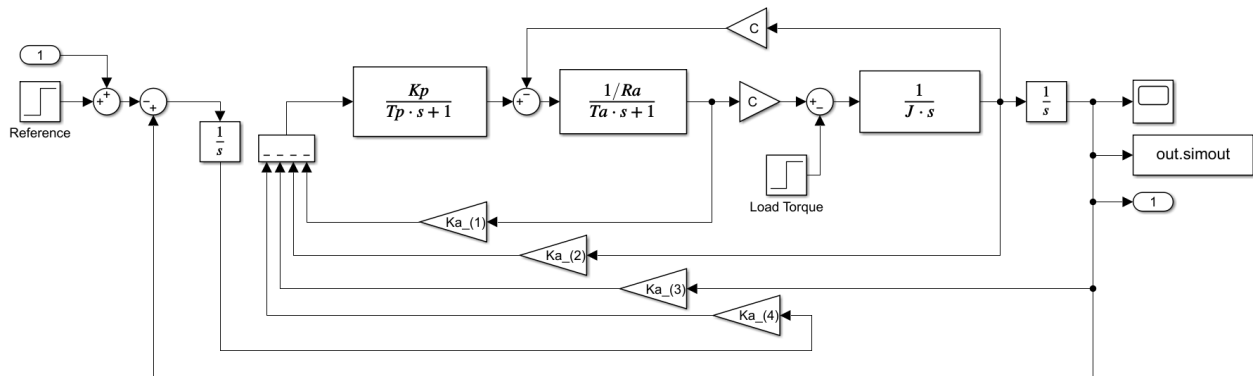 C
1
Kp
Tp · s + 1
1/Ra
Ta · s + 1
C
1
J · s
1
s
Reference
1
s
out.simout
Load Torque
1
Ka_(1)
Ka_(2)
Ka_(3)
Ka_(4)